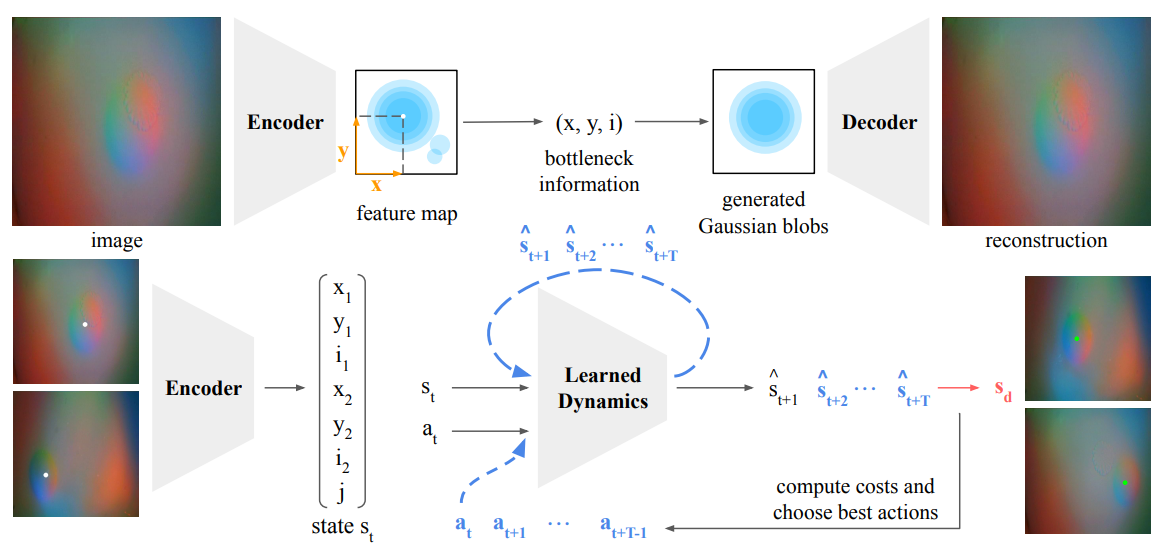 Encoder
y
x
feature map
(x, y, i)
bottleneck
information
generated
Gaussian blobs
Decoder
image
reconstruction
ŝt+1 ŝt+2 ··· ŝt+T
Encoder
x1
y1
i1
x2
y2
i2
j
state st
st
at
Learned
Dynamics
ŝt+1 ŝt+2 ··· ŝt+T
sd
compute costs and
choose best actions
at at+1 ··· at+T-1